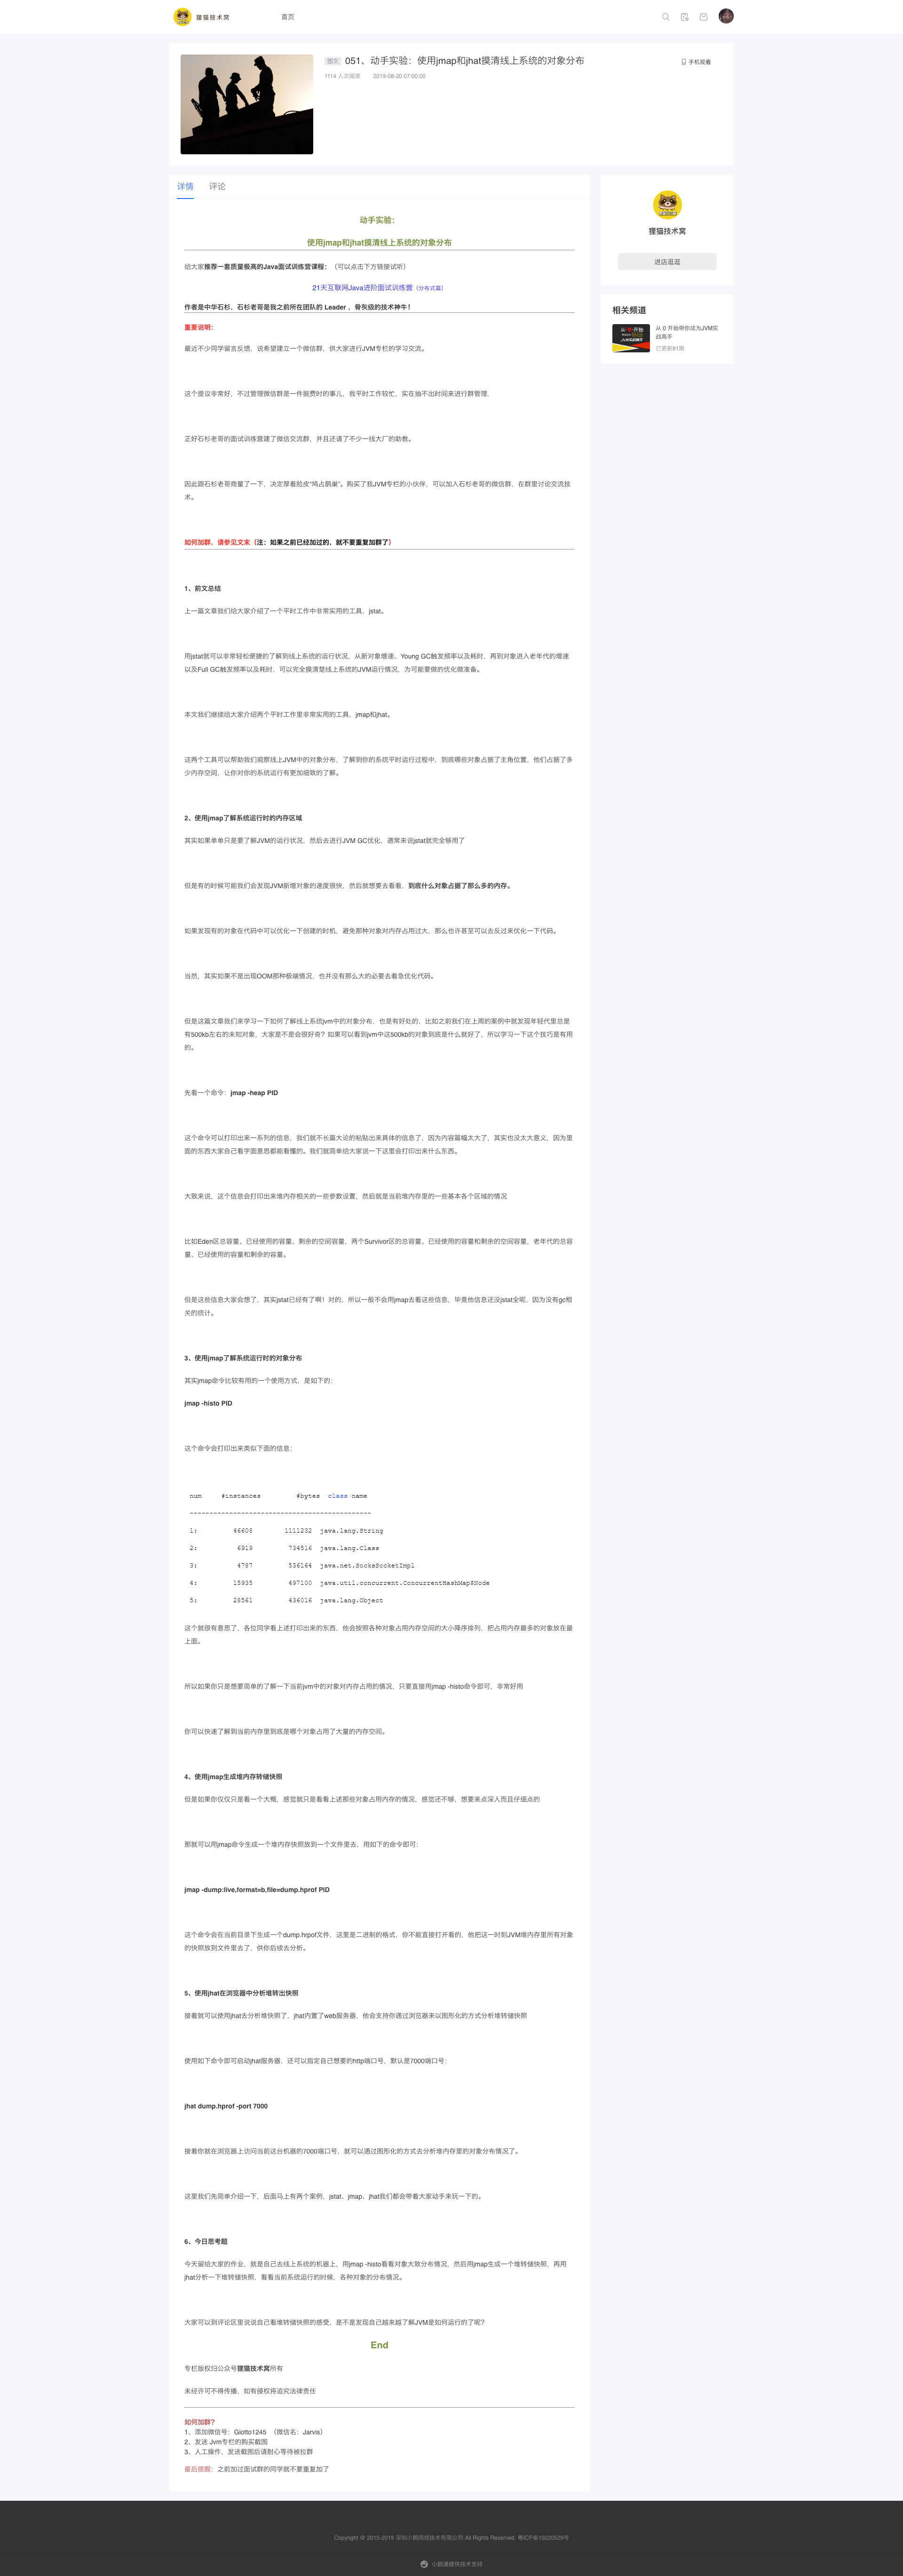 狸猫技术窝
首页
图文 051、动手实验：使用jmap和jhat摸清线上系统的对象分布
手机观看
1114 人次阅读 2019-08-20 07:00:00
详情 评论
动手实验：
使用jmap和jhat摸清线上系统的对象分布
给大家推荐一套质量极高的Java面试训练营课程：（可以点击下方链接试听）
21天互联网Java进阶面试训练营（分布式篇）
作者是中华石杉，石杉老哥是我之前所在团队的 Leader ，骨灰级的技术神牛！
重要说明：
最近不少同学留言反馈，说希望建立一个微信群，供大家进行JVM专栏的学习交流。
这个提议非常好，不过管理微信群是一件挺费时的事儿，我平时工作较忙，实在抽不出时间来进行群管理.
正好石杉老哥的面试训练营建了微信交流群，并且还请了不少一线大厂的助教。
因此跟石杉老哥商量了一下，决定厚着脸皮“鸠占鹊巢”。购买了我JVM专栏的小伙伴，可以加入石杉老哥的微信群，在群里讨论交流技
术。
如何加群，请参见文末（注：如果之前已经加过的，就不要重复加群了）
1、前文总结
上一篇文章我们给大家介绍了一个平时工作中非常实用的工具，jstat。
用jstat就可以非常轻松便捷的了解到线上系统的运行状况，从新对象增速、Young GC触发频率以及耗时，再到对象进入老年代的增速
以及Full GC触发频率以及耗时，可以完全摸清楚线上系统的JVM运行情况，为可能要做的优化做准备。
本文我们继续给大家介绍两个平时工作里非常实用的工具，jmap和jhat。
这两个工具可以帮助我们观察线上JVM中的对象分布，了解到你的系统平时运行过程中，到底哪些对象占据了主角位置，他们占据了多
少内存空间，让你对你的系统运行有更加细致的了解。
2、使用jmap了解系统运行时的内存区域
其实如果单单只是要了解JVM的运行状况，然后去进行JVM GC优化，通常来说jstat就完全够用了
但是有的时候可能我们会发现JVM新增对象的速度很快，然后就想要去看看，到底什么对象占据了那么多的内存。
如果发现有的对象在代码中可以优化一下创建的时机，避免那种对象对内存占用过大，那么也许甚至可以去反过来优化一下代码。
当然，其实如果不是出现OOM那种极端情况，也并没有那么大的必要去着急优化代码。
但是这篇文章我们来学习一下如何了解线上系统jvm中的对象分布，也是有好处的，比如之前我们在上周的案例中就发现年轻代里总是
有500kb左右的未知对象，大家是不是会很好奇？如果可以看到jvm中这500kb的对象到底是什么就好了，所以学习一下这个技巧是有用
的。
先看一个命令：jmap -heap PID
这个命令可以打印出来一系列的信息，我们就不长篇大论的粘贴出来具体的信息了，因为内容篇幅太大了，其实也没太大意义，因为里
面的东西大家自己看字面意思都能看懂的。我们就简单给大家说一下这里会打印出来什么东西。
大致来说，这个信息会打印出来堆内存相关的一些参数设置，然后就是当前堆内存里的一些基本各个区域的情况
比如Eden区总容量、已经使用的容量、剩余的空间容量，两个Survivor区的总容量、已经使用的容量和剩余的空间容量，老年代的总容
量、已经使用的容量和剩余的容量。
但是这些信息大家会想了，其实jstat已经有了啊！对的，所以一般不会用jmap去看这些信息，毕竟他信息还没jstat全呢，因为没有gc相
关的统计。
3、使用jmap了解系统运行时的对象分布
其实jmap命令比较有用的一个使用方式，是如下的：
jmap -histo PID
这个命令会打印出来类似下面的信息：
num #instances #bytes class name
----------------------------------------------
1: 46608 1111232 java.lang.String
2: 6919 734516 java.lang.Class
3: 4787 536164 java.net.SocksSocketImpl
4: 15935 497100 java.util.concurrent.ConcurrentHashMap$Node
5: 28561 436016 java.lang.Object
这个就很有意思了，各位同学看上述打印出来的东西，他会按照各种对象占用内存空间的大小降序排列，把占用内存最多的对象放在最
上面。
所以如果你只是想要简单的了解一下当前jvm中的对象对内存占用的情况，只要直接用jmap -histo命令即可，非常好用
你可以快速了解到当前内存里到底是哪个对象占用了大量的内存空间。
4、使用jmap生成堆内存转储快照
但是如果你仅仅只是看一个大概，感觉就只是看看上述那些对象占用内存的情况，感觉还不够，想要来点深入而且仔细点的
那就可以用jmap命令生成一个堆内存快照放到一个文件里去，用如下的命令即可：
jmap -dump:live,format=b,file=dump.hprof PID
这个命令会在当前目录下生成一个dump.hrpof文件，这里是二进制的格式，你不能直接打开看的，他把这一时刻JVM堆内存里所有对象
的快照放到文件里去了，供你后续去分析。
5、使用jhat在浏览器中分析堆转出快照
接着就可以使用jhat去分析堆快照了，jhat内置了web服务器，他会支持你通过浏览器来以图形化的方式分析堆转储快照
使用如下命令即可启动jhat服务器，还可以指定自己想要的http端口号，默认是7000端口号：
jhat dump.hprof -port 7000
接着你就在浏览器上访问当前这台机器的7000端口号，就可以通过图形化的方式去分析堆内存里的对象分布情况了。
这里我们先简单介绍一下，后面马上有两个案例，jstat、jmap、jhat我们都会带着大家动手来玩一下的。
6、今日思考题
今天留给大家的作业，就是自己去线上系统的机器上，用jmap -histo看看对象大致分布情况，然后用jmap生成一个堆转储快照，再用
jhat分析一下堆转储快照，看看当前系统运行的时候，各种对象的分布情况。
大家可以到评论区里说说自己看堆转储快照的感受，是不是发现自己越来越了解JVM是如何运行的了呢？
End
专栏版权归公众号狸猫技术窝所有
未经许可不得传播，如有侵权将追究法律责任
如何加群？
1、添加微信号：Giotto1245 （微信名：Jarvis）
2、发送 Jvm专栏的购买截图
3、人工操作，发送截图后请耐心等待被拉群
最后提醒：之前加过面试群的同学就不要重复加了
狸猫技术窝
进店逛逛
相关频道
从 0 开始带你成为JVM实
战高手
已更新81期
Copyright © 2015-2019 深圳小鹅网络技术有限公司 All Rights Reserved. 粤ICP备15020529号
小鹅通提供技术支持